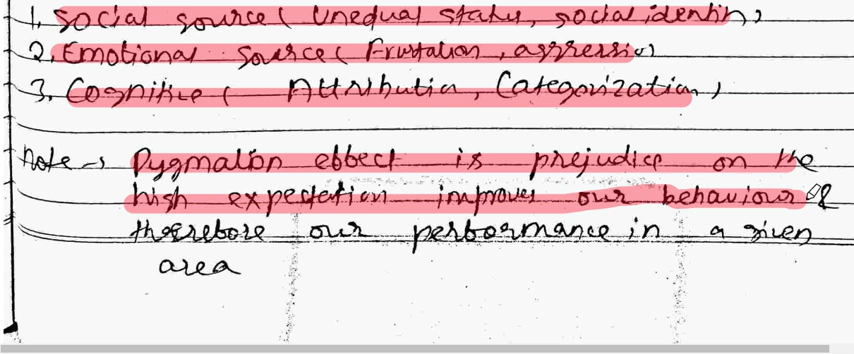 1. Social source ( Unequal status, social identity)
2. Emotional source ( Frustation, aggression)
3. Cognitive ( Attribution, Categorization)
Note → Pygmalion effect is prejudice on the
high expectation improves our behaviour &
therefore our performance in a given
area